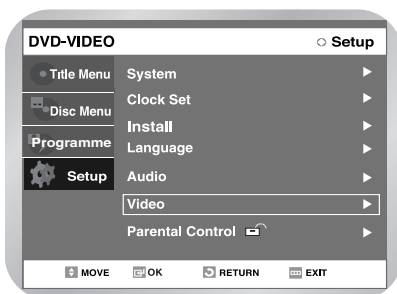 DVD-VIDEO Setup
Title Menu
Disc Menu
Programme
Setup
System
Clock Set
Install
Language
Audio
Video
Parental Control
MOVE OK RETURN EXIT